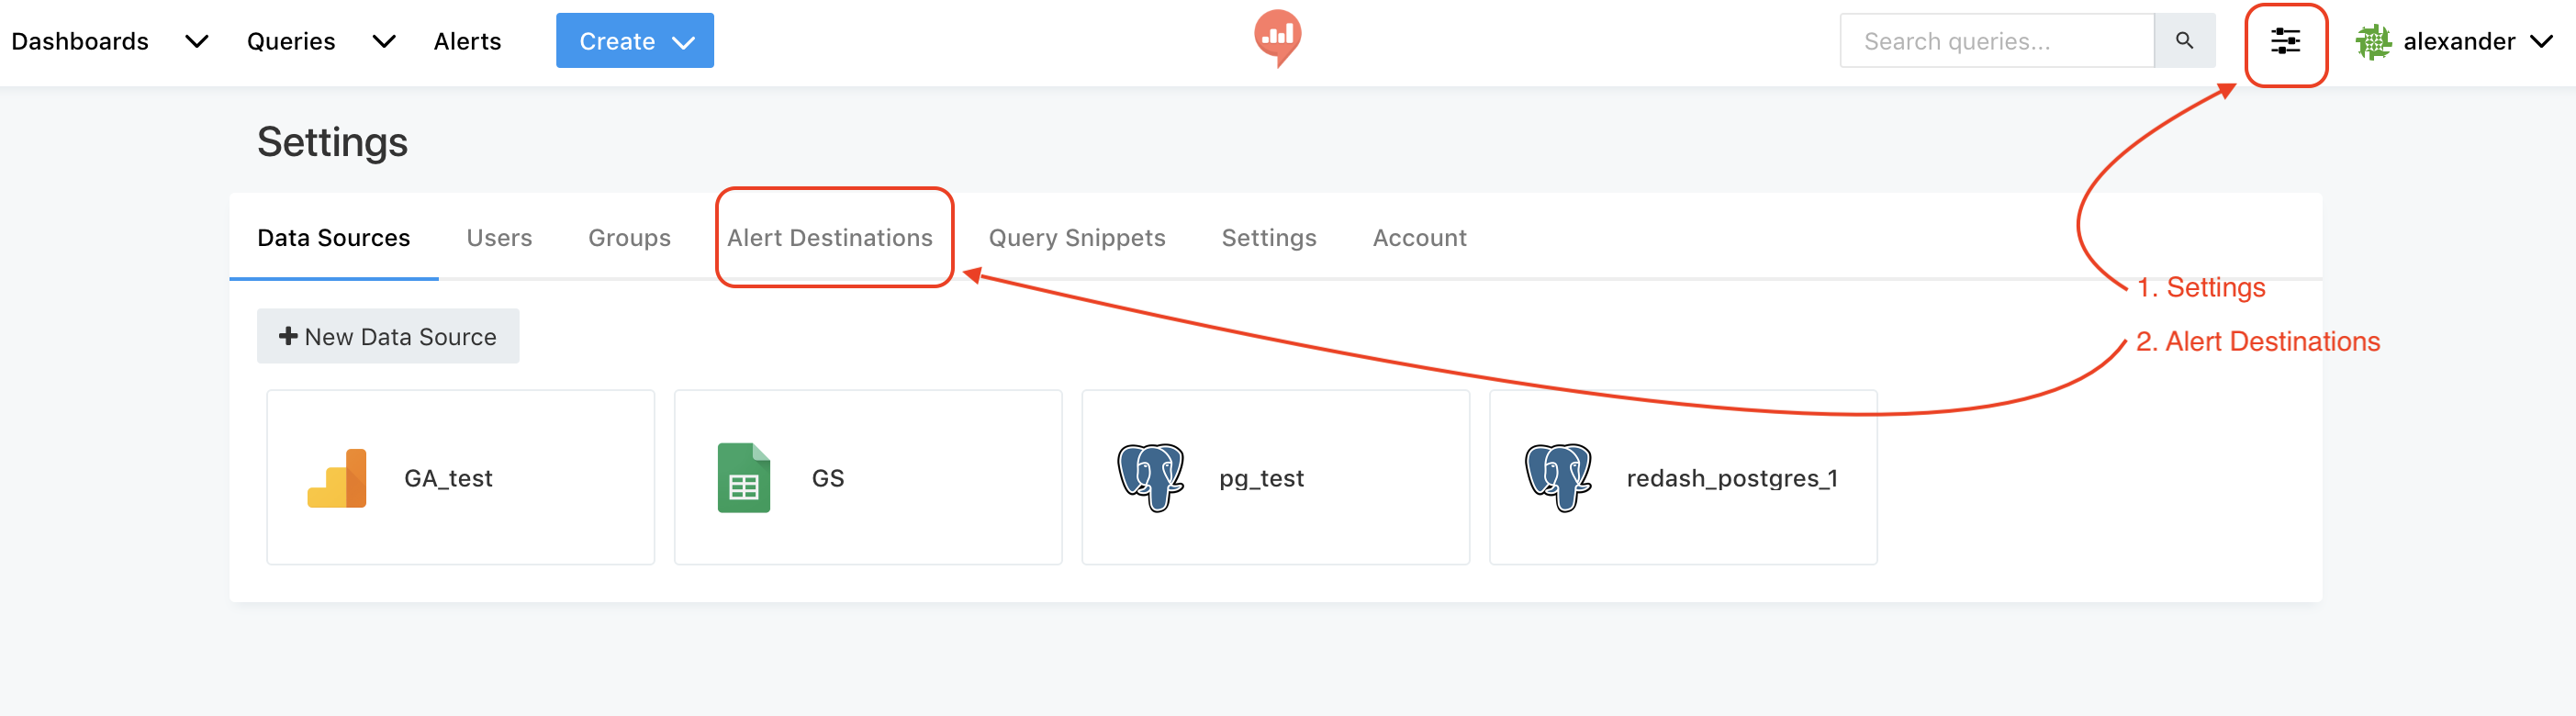 Dashboards Queries Alerts Create Search queries... alexander
Settings
Data Sources Users Groups Alert Destinations Query Snippets Settings Account
1. Settings
New Data Source
2. Alert Destinations
GA_test GS pg_test redash_postgres_1